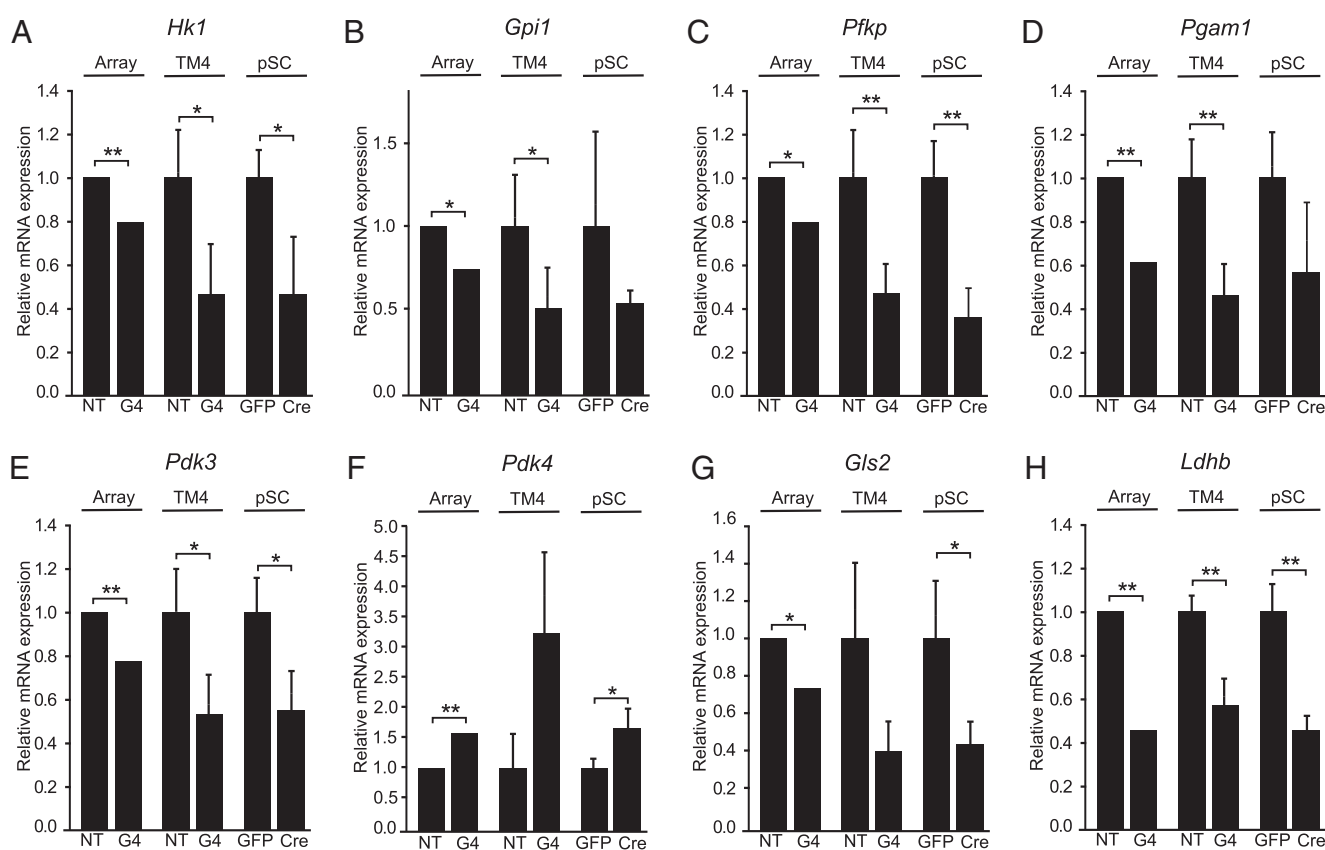 A Hk1
Array TM4 pSC
Relative mRNA expression
1.4
1.2
1.0
0.8
0.6
0.4
0.2
0.0
** * *
NT G4 NT G4 GFP Cre
B Gpi1
Array TM4 pSC
Relative mRNA expression
1.5
1.0
0.5
0.0
* *
NT G4 NT G4 GFP Cre
C Pfkp
Array TM4 pSC
Relative mRNA expression
1.4
1.2
1.0
0.8
0.6
0.4
0.2
0.0
* ** **
NT G4 NT G4 GFP Cre
D Pgam1
Array TM4 pSC
Relative mRNA expression
1.4
1.2
1.0
0.8
0.6
0.4
0.2
0.0
** **
NT G4 NT G4 GFP Cre
E Pdk3
Array TM4 pSC
Relative mRNA expression
1.4
1.2
1.0
0.8
0.6
0.4
0.2
0.0
** * *
NT G4 NT G4 GFP Cre
F Pdk4
Array TM4 pSC
Relative mRNA expression
5.0
4.5
4.0
3.5
3.0
2.5
2.0
1.5
1.0
0.5
0.0
** *
NT G4 NT G4 GFP Cre
G Gls2
Array TM4 pSC
Relative mRNA expression
1.6
1.4
1.2
1.0
0.8
0.6
0.4
0.2
0.0
* *
NT G4 NT G4 GFP Cre
H Ldhb
Array TM4 pSC
Relative mRNA expression
1.4
1.2
1.0
0.8
0.6
0.4
0.2
0.0
** ** **
NT G4 NT G4 GFP Cre